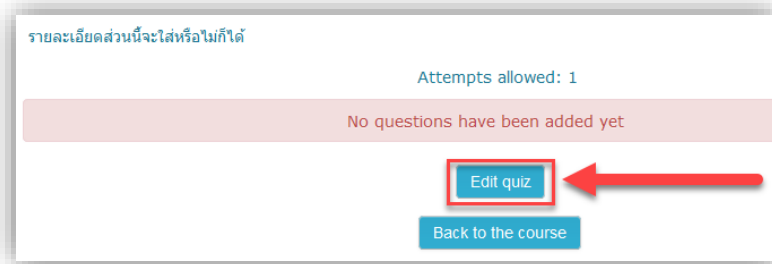 รายละเอียดส่วนนี้จะใส่หรือไม่ก็ได้
Attempts allowed: 1
No questions have been added yet
Edit quiz
Back to the course